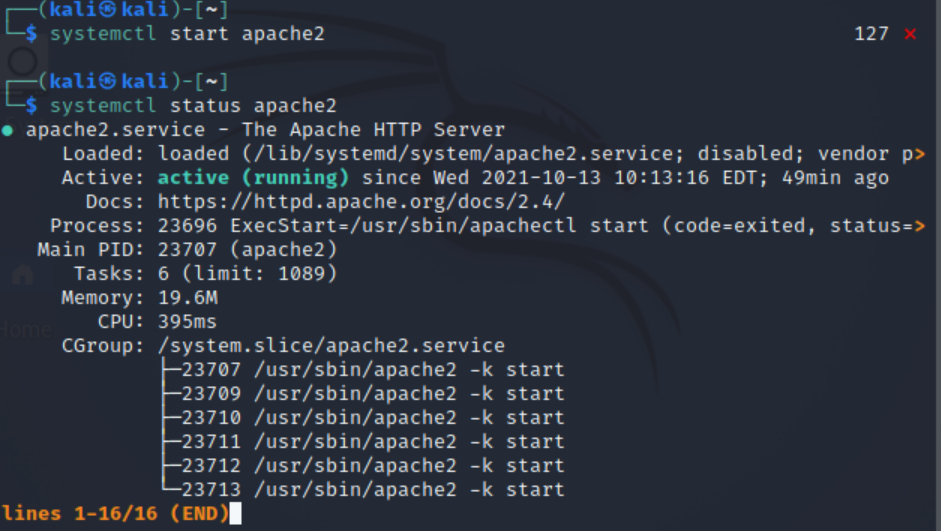 ┌──(kali㉿kali)-[~]
└─$ systemctl start apache2 127 ⨯
┌──(kali㉿kali)-[~]
└─$ systemctl status apache2
● apache2.service - The Apache HTTP Server
Loaded: loaded (/lib/systemd/system/apache2.service; disabled; vendor p>
Active: active (running) since Wed 2021-10-13 10:13:16 EDT; 49min ago
Docs: https://httpd.apache.org/docs/2.4/
Process: 23696 ExecStart=/usr/sbin/apachectl start (code=exited, status=>
Main PID: 23707 (apache2)
Tasks: 6 (limit: 1089)
Memory: 19.6M
CPU: 395ms
CGroup: /system.slice/apache2.service
├─23707 /usr/sbin/apache2 -k start
├─23709 /usr/sbin/apache2 -k start
├─23710 /usr/sbin/apache2 -k start
├─23711 /usr/sbin/apache2 -k start
├─23712 /usr/sbin/apache2 -k start
└─23713 /usr/sbin/apache2 -k start
lines 1-16/16 (END)
Home